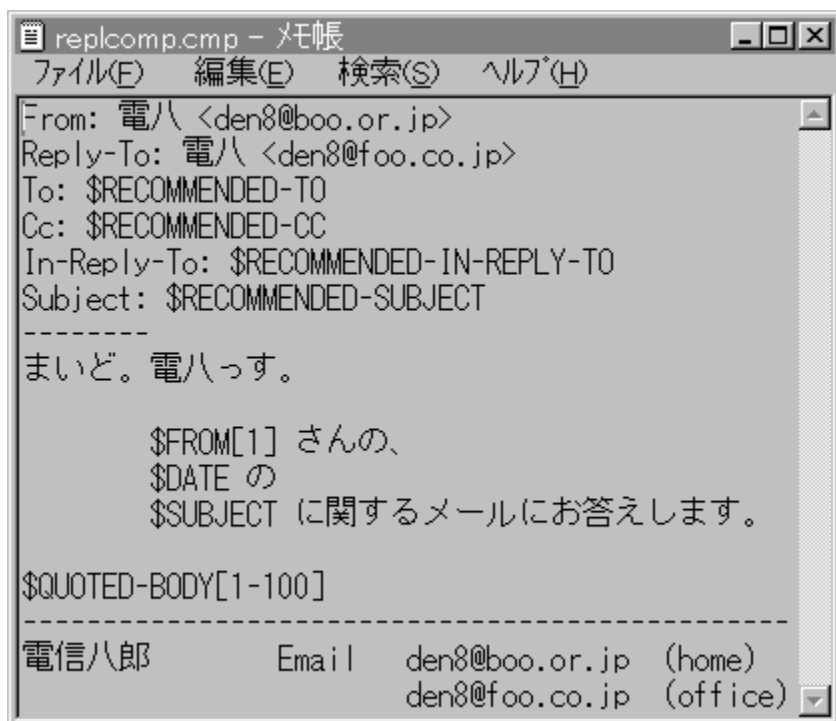 replcomp.cmp - メモ帳
ファイル(F) 編集(E) 検索(S) ヘルプ(H)
From: 電八 <den8@boo.or.jp>
Reply-To: 電八 <den8@foo.co.jp>
To: $RECOMMENDED-TO
Cc: $RECOMMENDED-CC
In-Reply-To: $RECOMMENDED-IN-REPLY-TO
Subject: $RECOMMENDED-SUBJECT
--------
まいど。電八っす。
$FROM[1] さんの、
$DATE の
$SUBJECT に関するメールにお答えします。
$QUOTED-BODY[1-100]
------------------------------------------------
電信八郎 Email den8@boo.or.jp (home)
den8@foo.co.jp (office)